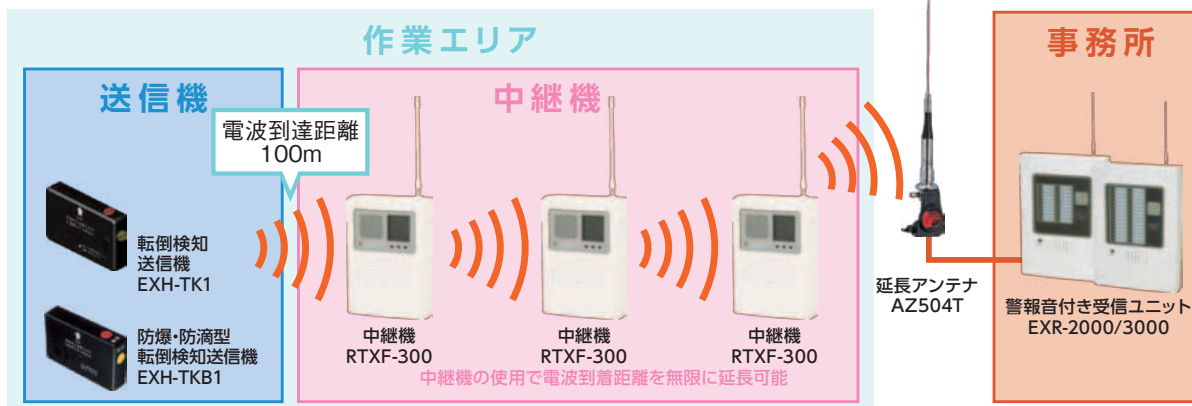 作業エリア
送信機
電波到達距離
100m
転倒検知
送信機
EXH-TK1
防爆・防滴型
転倒検知送信機
EXH-TKB1
中継機
中継機
RTXF-300
中継機
RTXF-300
中継機
RTXF-300
中継機の使用で電波到着距離を無限に延長可能
延長アンテナ
AZ504T
事務所
警報音付き受信ユニット
EXR-2000/3000